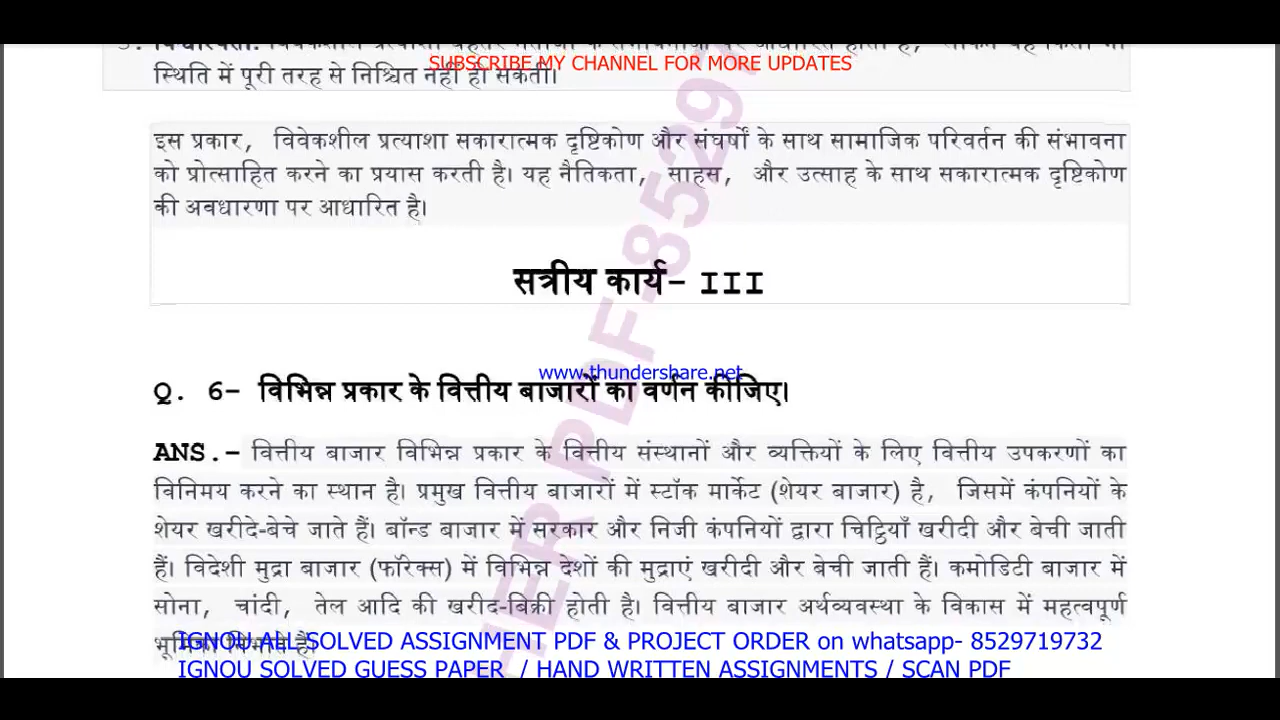 SUBSCRIBE MY CHANNEL FOR MORE UPDATES
स्थिति में पूरी तरह से निश्चित नहीं हो सकती।
इस प्रकार, विवेकशील प्रत्याशा सकारात्मक दृष्टिकोण और संघर्षों के साथ सामाजिक परिवर्तन की संभावना
को प्रोत्साहित करने का प्रयास करती है। यह नैतिकता, साहस, और उत्साह के साथ सकारात्मक दृष्टिकोण
की अवधारणा पर आधारित है।
सत्रीय कार्य- III
www.thundershare.net
Q. 6- विभिन्न प्रकार के वित्तीय बाजारों का वर्णन कीजिए।
ANS.- वित्तीय बाजार विभिन्न प्रकार के वित्तीय संस्थानों और व्यक्तियों के लिए वित्तीय उपकरणों का
विनिमय करने का स्थान है। प्रमुख वित्तीय बाजारों में स्टॉक मार्केट (शेयर बाजार) है, जिसमें कंपनियों के
शेयर खरीदे-बेचे जाते हैं। बॉन्ड बाजार में सरकार और निजी कंपनियों द्वारा चिट्ठियाँ खरीदी और बेची जाती
हैं। विदेशी मुद्रा बाजार (फॉरेक्स) में विभिन्न देशों की मुद्राएं खरीदी और बेची जाती हैं। कमोडिटी बाजार में
सोना, चांदी, तेल आदि की खरीद-बिक्री होती है। वित्तीय बाजार अर्थव्यवस्था के विकास में महत्वपूर्ण
IGNOU ALL SOLVED ASSIGNMENT PDF & PROJECT ORDER on whatsapp- 8529719732
IGNOU SOLVED GUESS PAPER / HAND WRITTEN ASSIGNMENTS / SCAN PDF